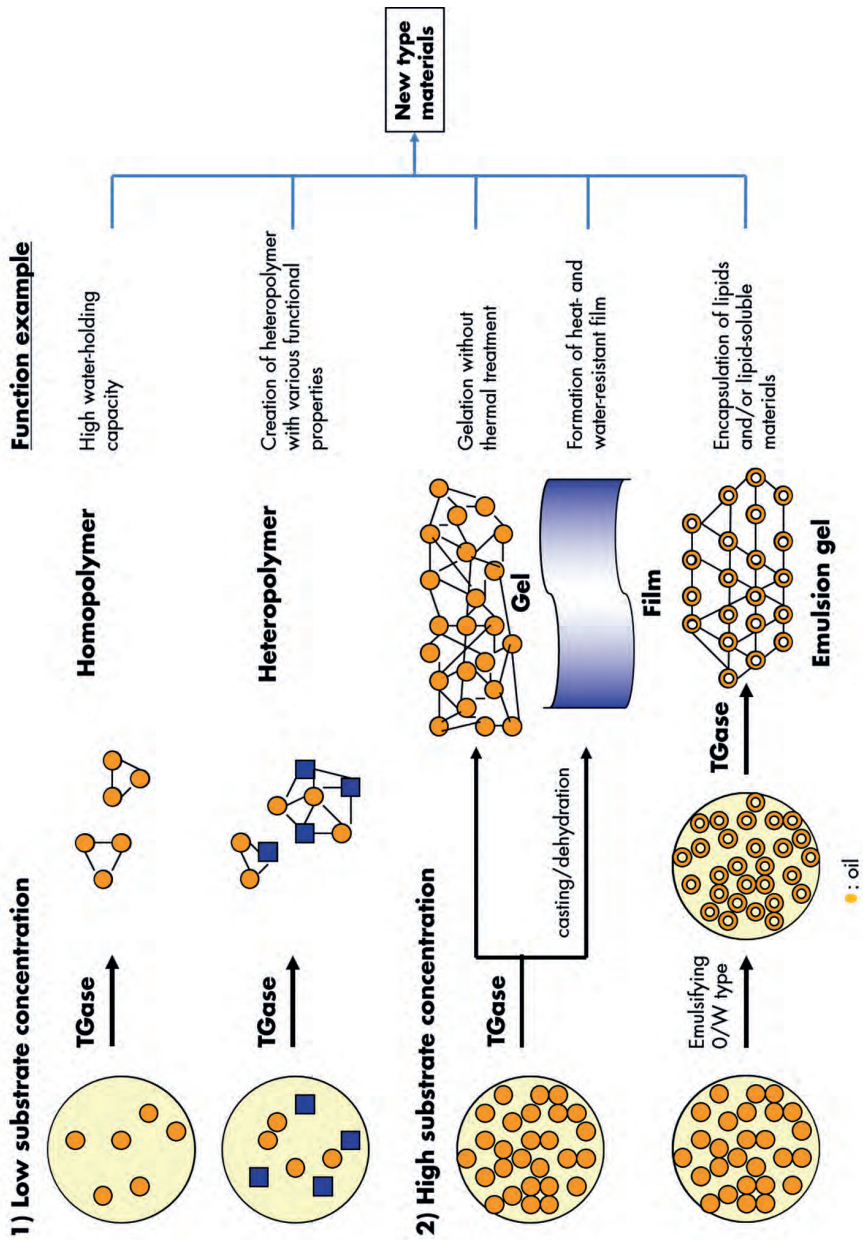 Function example
1) Low substrate concentration
TGase
Homopolymer
High water-holding
capacity
TGase
Heteropolymer
Creation of heteropolymer
with various functional
properties
2) High substrate concentration
TGase
casting/dehydration
Gel
Gelation without
thermal treatment
Film
Formation of heat- and
water-resistant film
Emulsifying
O/W type
TGase
Emulsion gel
Encapsulation of lipids
and/or lipid-soluble
materials
: oil
New type
materials